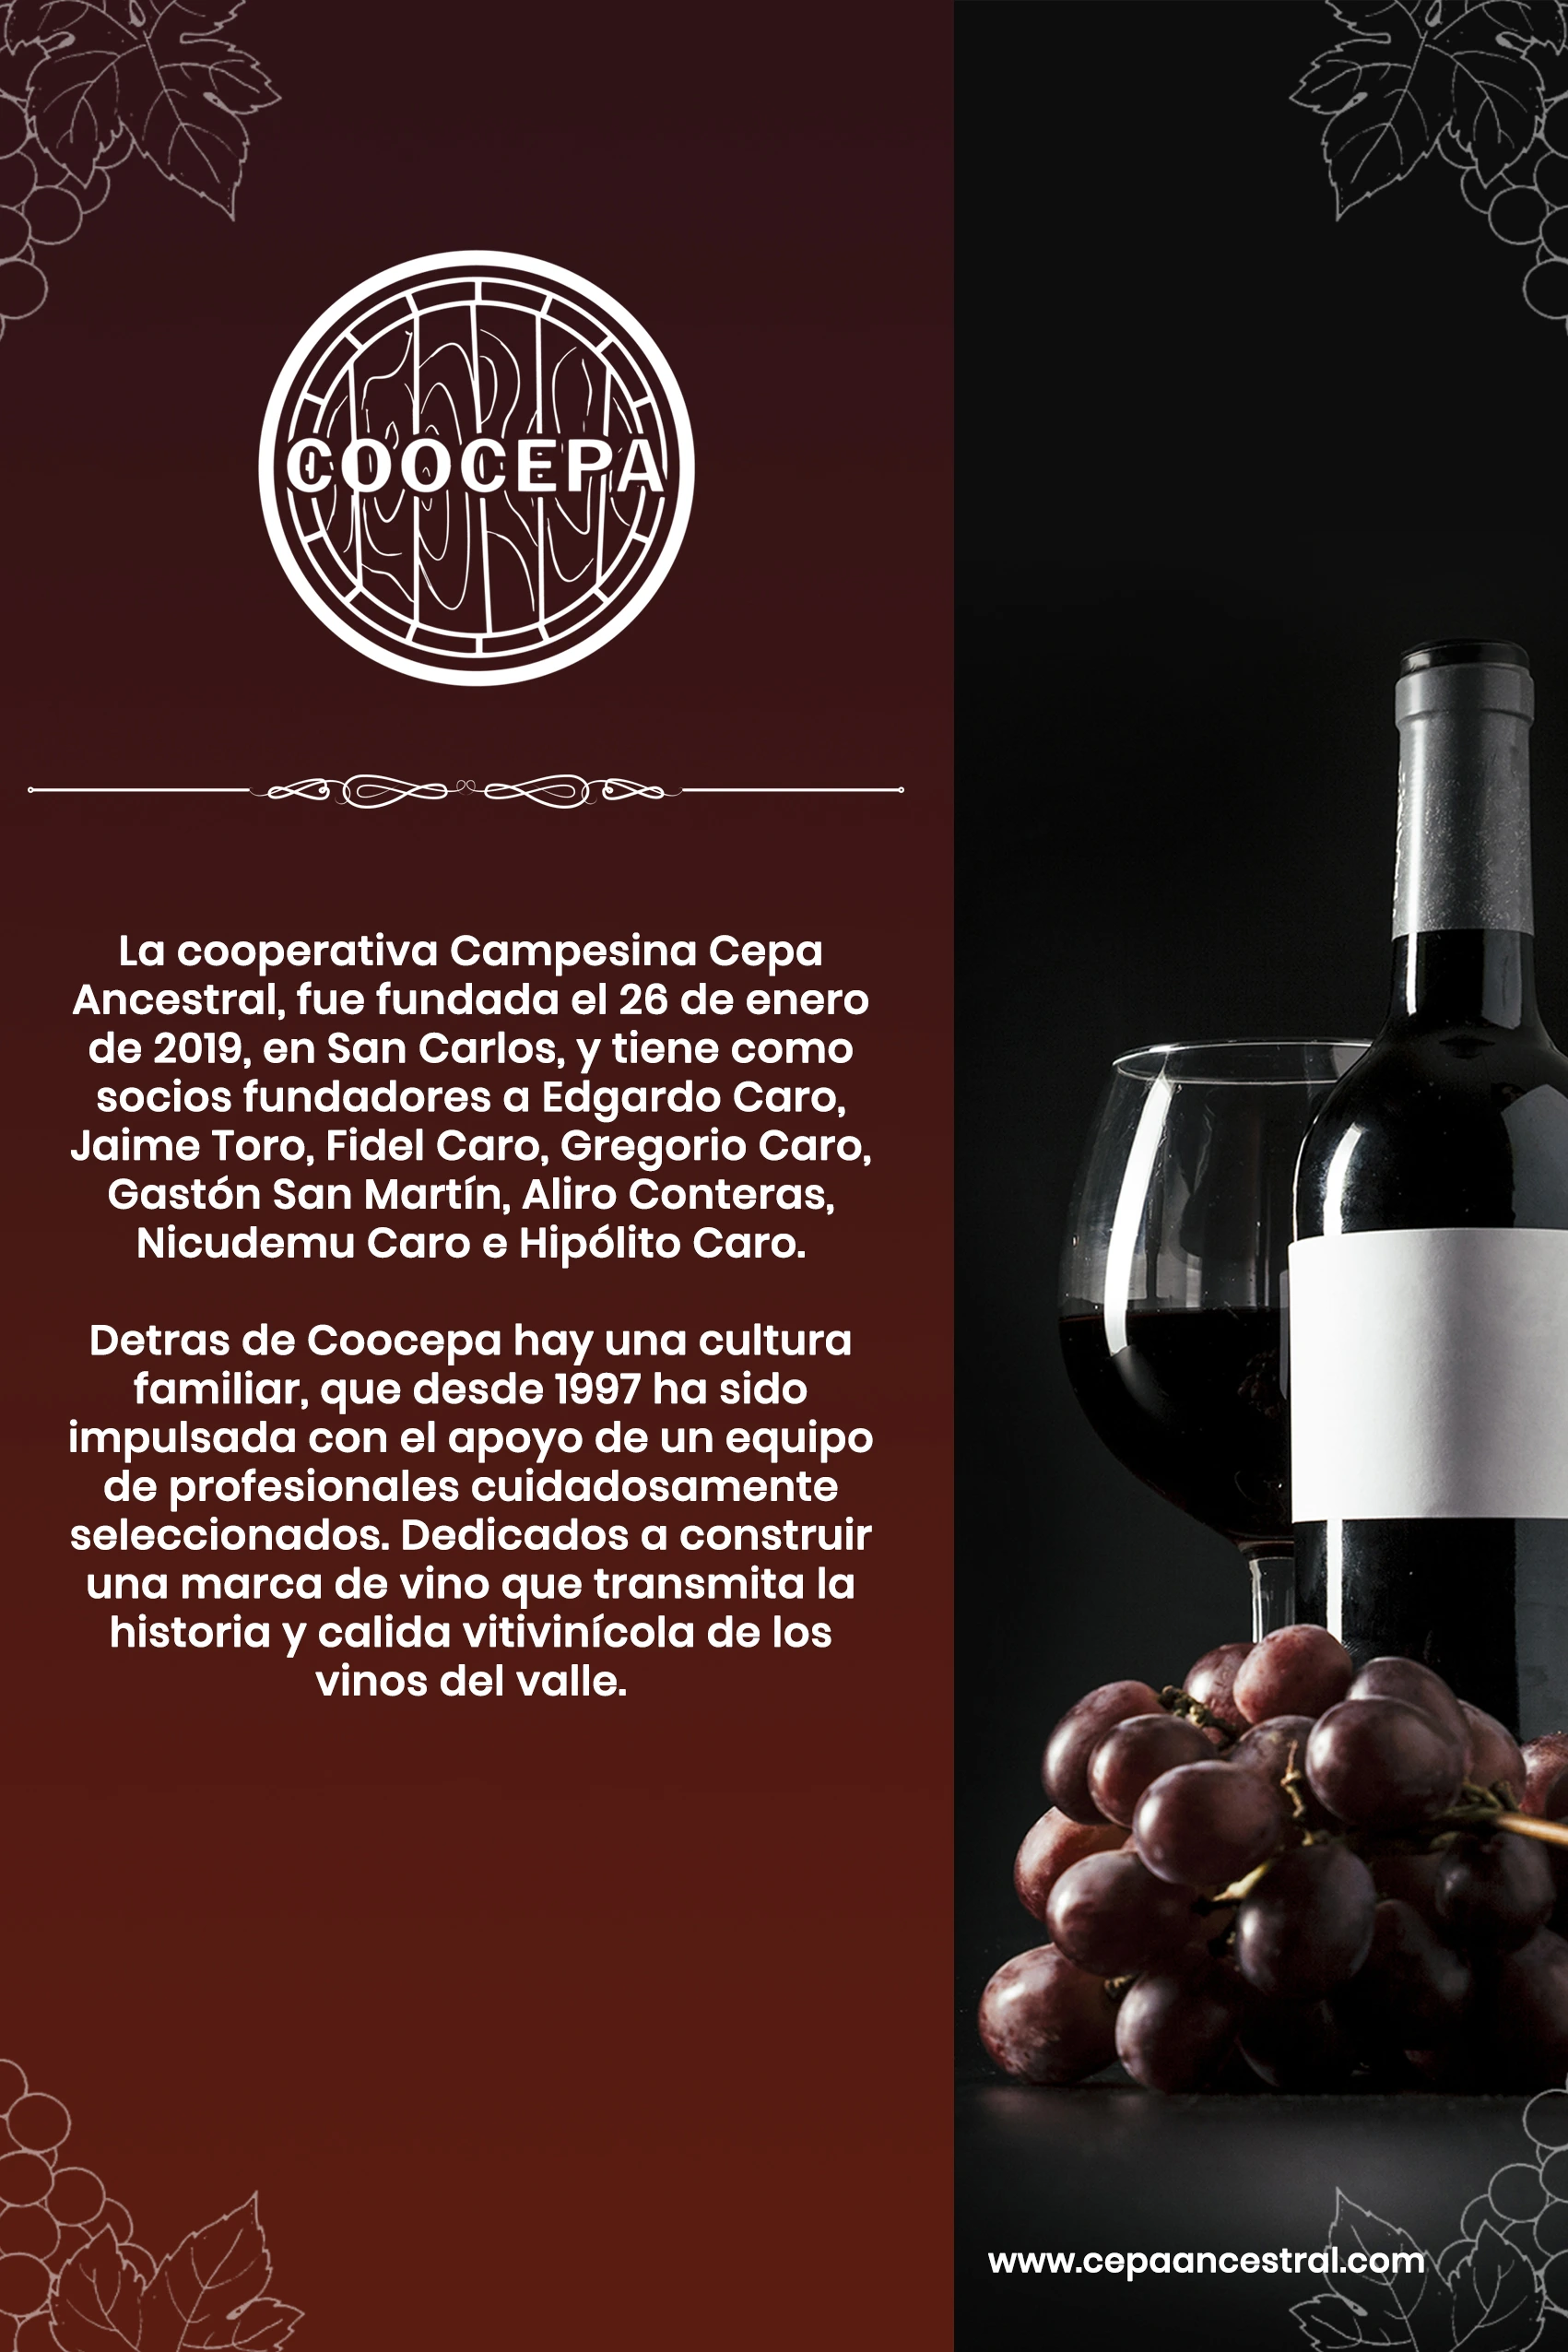 COOCEPA
La cooperativa Campesina Cepa
Ancestral, fue fundada el 26 de enero
de 2019, en San Carlos, y tiene como
socios fundadores a Edgardo Caro,
Jaime Toro, Fidel Caro, Gregorio Caro,
Gastón San Martín, Aliro Conteras,
Nicudemu Caro e Hipólito Caro.
Detras de Coocepa hay una cultura
familiar, que desde 1997 ha sido
impulsada con el apoyo de un equipo
de profesionales cuidadosamente
seleccionados. Dedicados a construir
una marca de vino que transmita la
historia y calida vitivinícola de los
vinos del valle.
www.cepaancestral.com